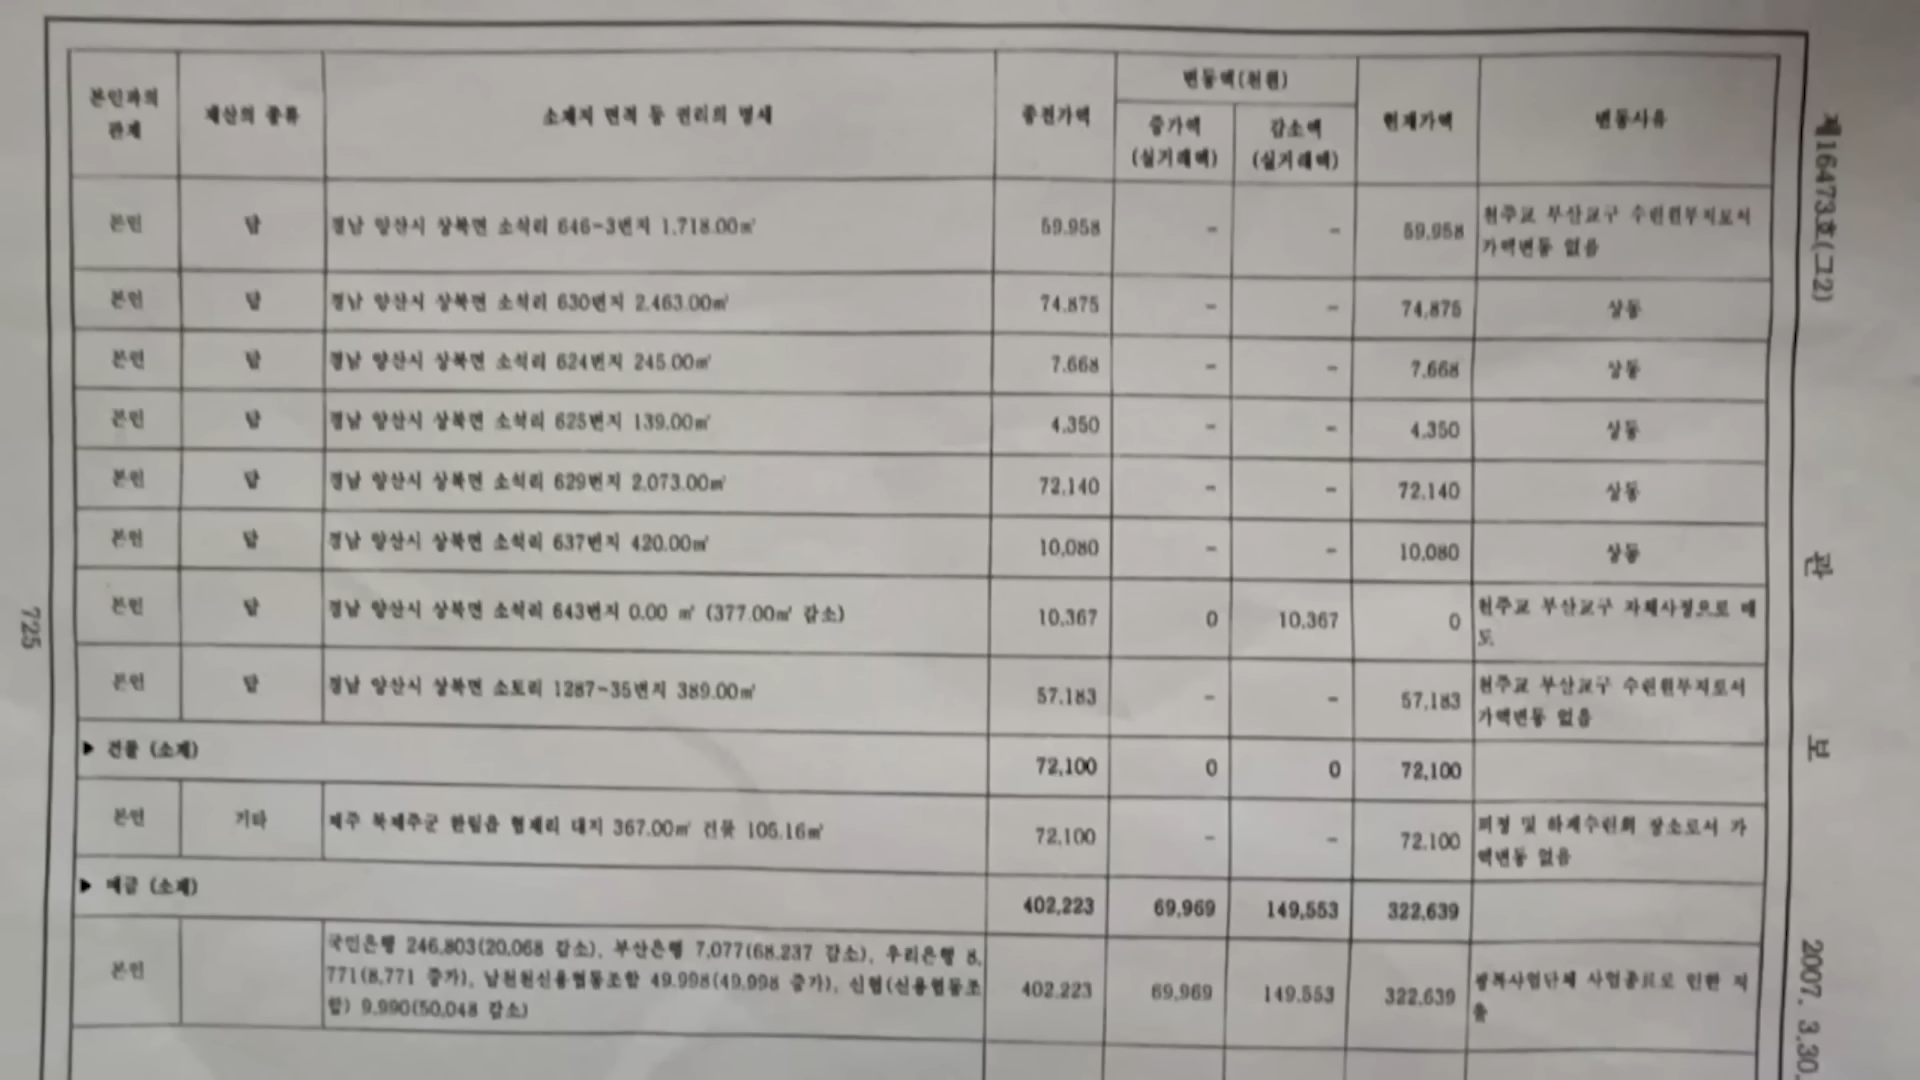 제16473호(그2)
관
보
2007. 3.30.
725
본인과의 관계 재산의 종류 소재지 면적 등 권리의 명세 종전가액 변동액(천원) 현재가액 변동사유
증가액 (실거래액) 감소액 (실거래액)
본인 답 경남 양산시 상북면 소석리 646-3번지 1,718.00㎡ 59,958 - - 59,958 천주교 부산교구 수련원부지로서
가액변동 없음
본인 답 경남 양산시 상북면 소석리 630번지 2,463.00㎡ 74,875 - - 74,875 상동
본인 답 경남 양산시 상북면 소석리 624번지 245.00㎡ 7,668 - - 7,668 상동
본인 답 경남 양산시 상북면 소석리 625번지 139.00㎡ 4,350 - - 4,350 상동
본인 답 경남 양산시 상북면 소석리 629번지 2,073.00㎡ 72,140 - - 72,140 상동
본인 답 경남 양산시 상북면 소석리 637번지 420.00㎡ 10,080 - - 10,080 상동
본인 답 경남 양산시 상북면 소석리 643번지 0.00 ㎡ (377.00㎡ 감소) 10,367 0 10,367 0 천주교 부산교구 자체사정으로 매
도
본인 답 경남 양산시 상북면 소토리 1287-35번지 389.00㎡ 57,183 - - 57,183 천주교 부산교구 수련원부지로서
가액변동 없음
▶ 건물 (소계) 72,100 0 0 72,100
본인 기타 제주 북제주군 한림읍 협재리 대지 367.00㎡ 건물 105.16㎡ 72,100 - - 72,100 피정 및 하계수련회 장소로서 가
액변동 없음
▶ 예금 (소계) 402,223 69,969 149,553 322,639
본인 국민은행 246,803(20,068 감소), 부산은행 7,077(68,237 감소), 우리은행 8,
771(8,771 증가), 남천천신용협동조합 49,998(49,998 증가), 신협(신용협동조
합) 9,990(50,048 감소) 402,223 69,969 149,553 322,639 광복사업단체 사업종료로 인한 지
출